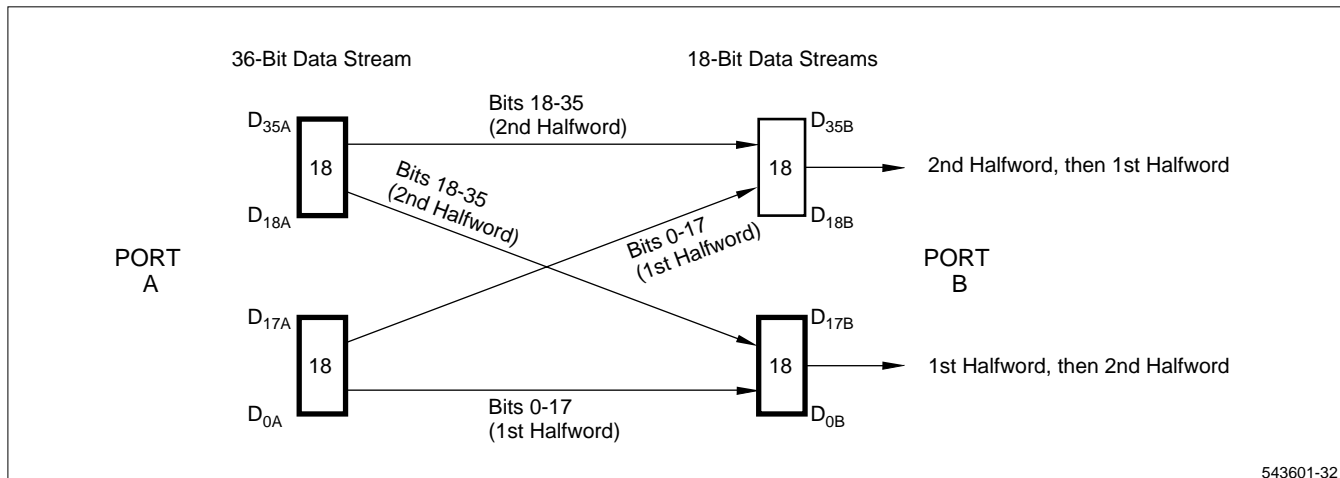 36-Bit Data Stream
18-Bit Data Streams
Bits 18-35
(2nd Halfword)
D35A
D35B
18
18
2nd Halfword, then 1st Halfword
Bits 18-35
(2nd Halfword)
D18A
D18B
Bits 0-17
(1st Halfword)
PORT
A
PORT
B
D17A
D17B
18
18
1st Halfword, then 2nd Halfword
D0A
D0B
Bits 0-17
(1st Halfword)
543601-32